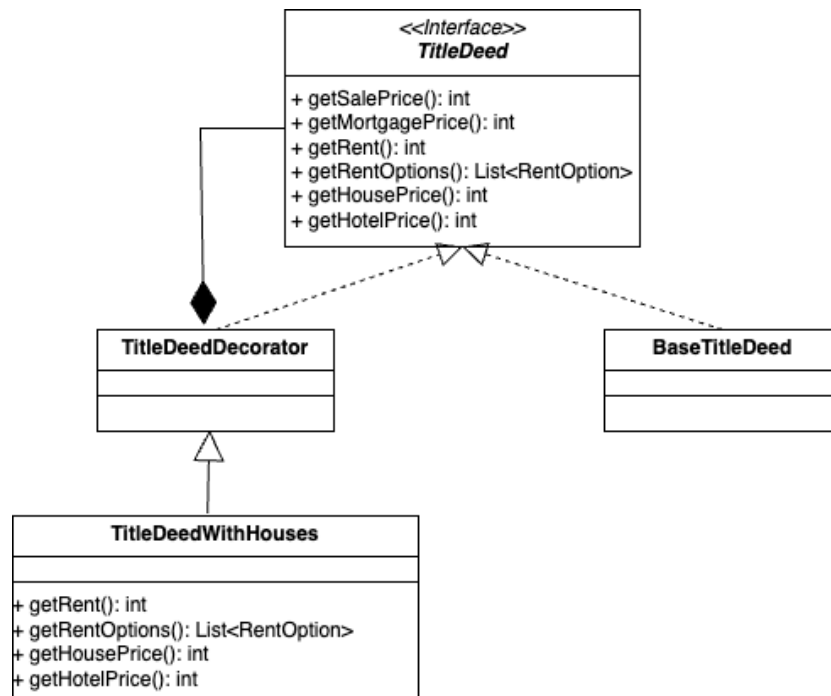 <<Interface>>
TitleDeed
+ getSalePrice(): int
+ getMortgagePrice(): int
+ getRent(): int
+ getRentOptions(): List<RentOption>
+ getHousePrice(): int
+ getHotelPrice(): int
TitleDeedDecorator
BaseTitleDeed
TitleDeedWithHouses
+ getRent(): int
+ getRentOptions(): List<RentOption>
+ getHousePrice(): int
+ getHotelPrice(): int